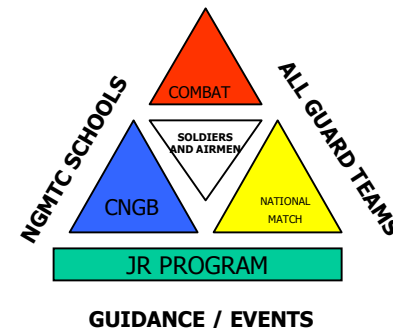 COMBAT
NGMTC SCHOOLS
ALL GUARD TEAMS
SOLDIERS
AND AIRMEN
CNGB
NATIONAL
MATCH
JR PROGRAM
GUIDANCE / EVENTS